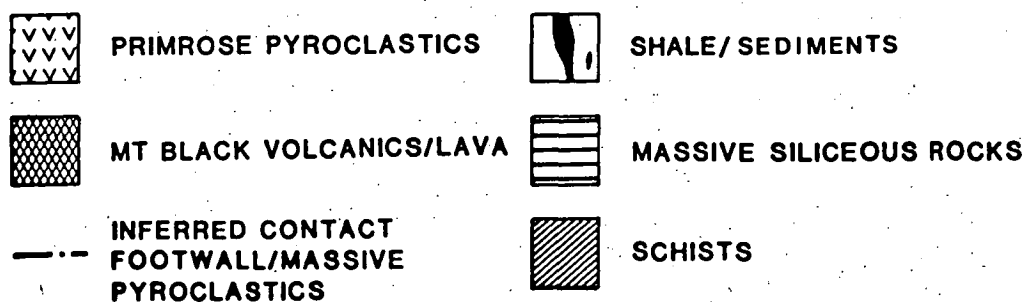 PRIMROSE PYROCLASTICS
MT BLACK VOLCANICS/LAVA
INFERRED CONTACT
FOOTWALL/MASSIVE
PYROCLASTICS
SHALE/SEDIMENTS
MASSIVE SILICEOUS ROCKS
SCHISTS